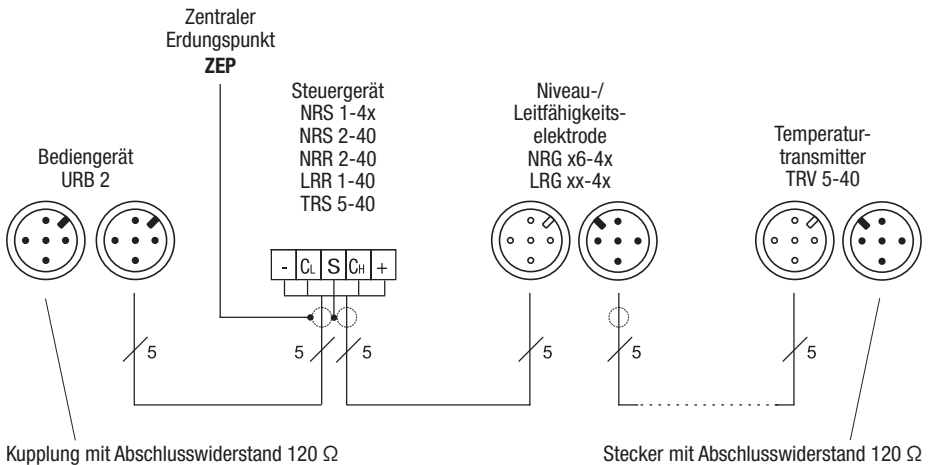 Zentraler
Erdungspunkt
ZEP
Steuergerät
NRS 1-4x
NRS 2-40
NRR 2-40
LRR 1-40
TRS 5-40
Niveau-/
Leitfähigkeits-
elektrode
NRG x6-4x
LRG xx-4x
Temperatur-
transmitter
TRV 5-40
Bediengerät
URB 2
- CL S CH +
5
5
5
5
5
5
Kupplung mit Abschlusswiderstand 120 Ω
Stecker mit Abschlusswiderstand 120 Ω